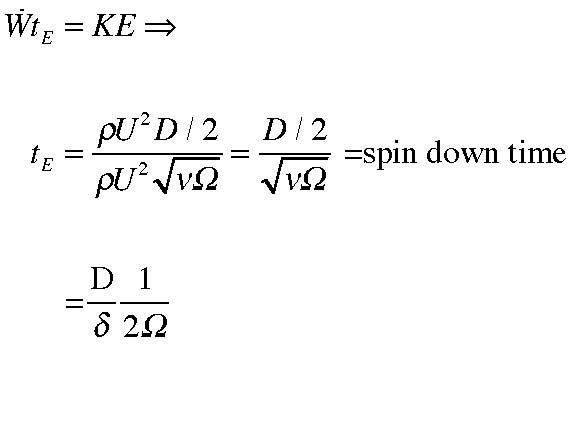 Ẇt_E = KE ⇒
t_E = ρU²D / 2 / ρU²√νΩ = D / 2 / √νΩ =spin down time
= D/δ 1/2Ω